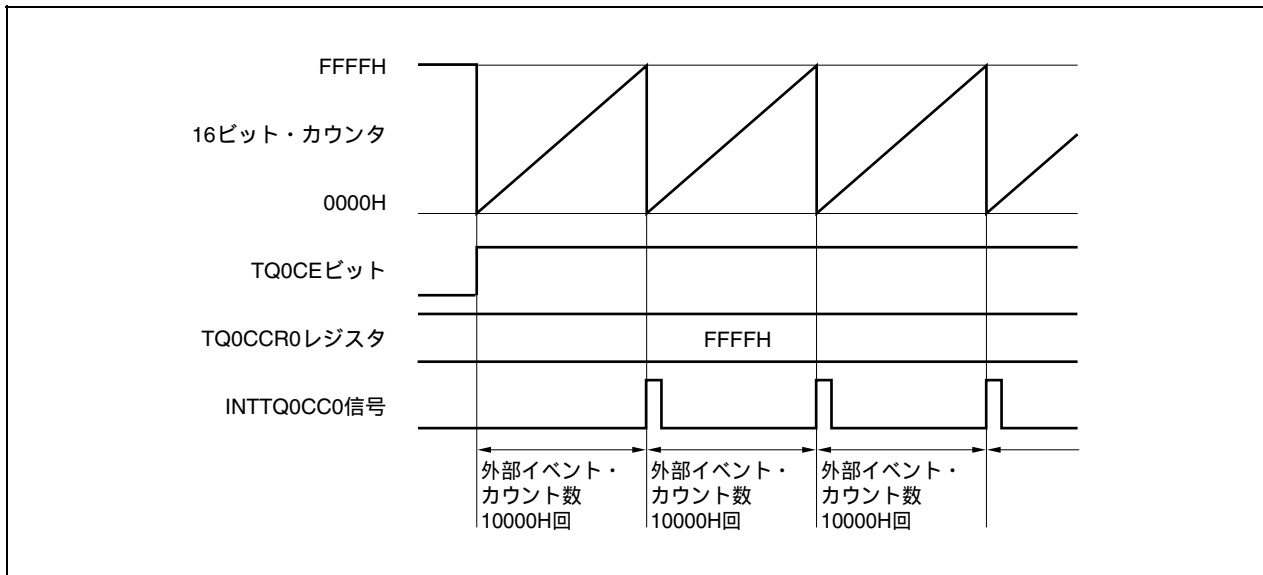 FFFFH
16ビット・カウンタ
0000H
TQ0CEビット
TQ0CCR0レジスタ
FFFFH
INTTQ0CC0信号
外部イベント・
カウント数
10000H回
外部イベント・
カウント数
10000H回
外部イベント・
カウント数
10000H回